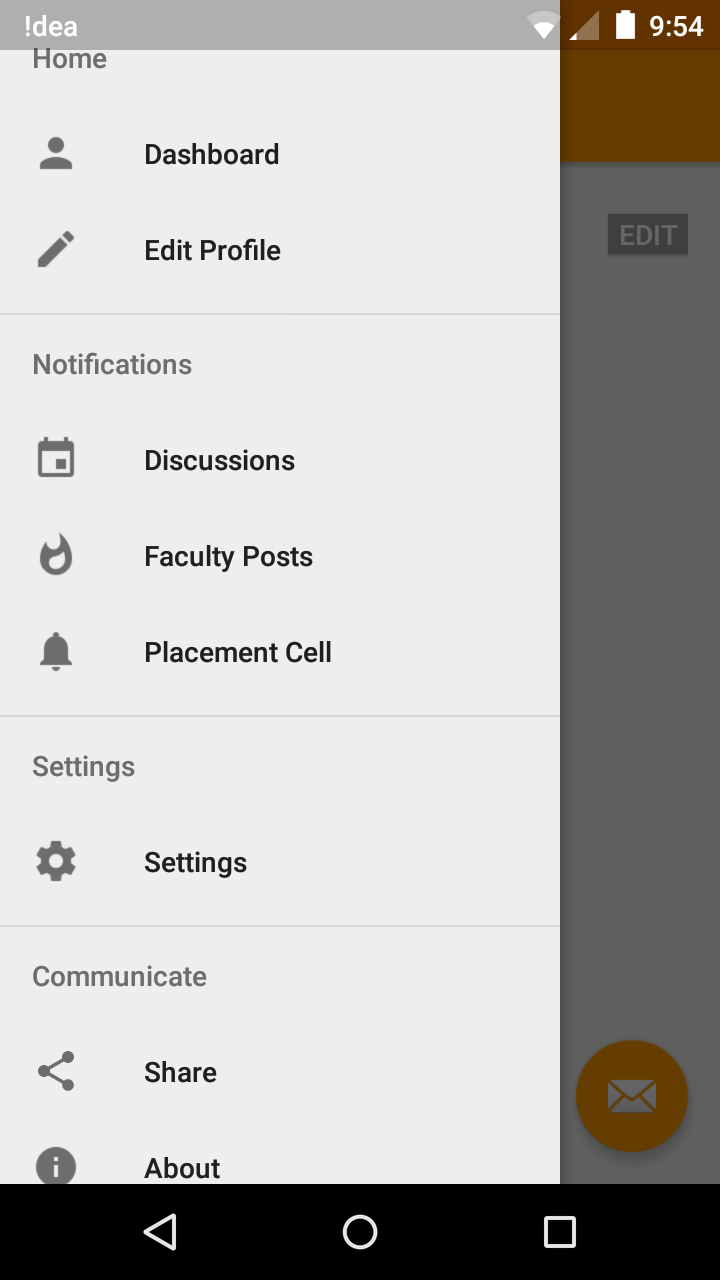 !dea
9:54
Home
Dashboard
Edit Profile
EDIT
Notifications
Discussions
Faculty Posts
Placement Cell
Settings
Settings
Communicate
Share
About